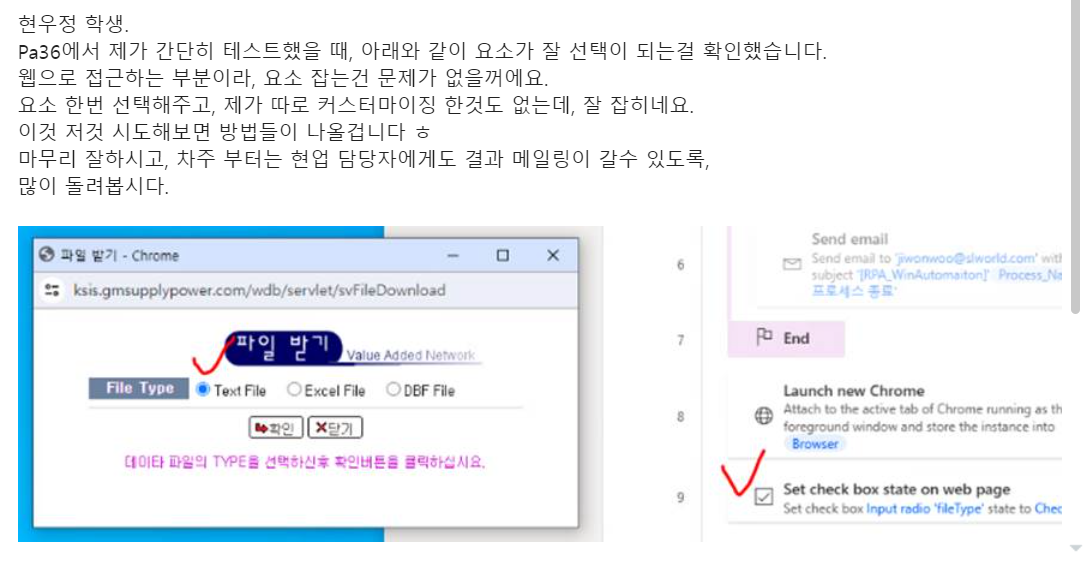 현우정 학생.
Pa36에서 제가 간단히 테스트했을 때, 아래와 같이 요소가 잘 선택이 되는걸 확인했습니다.
웹으로 접근하는 부분이라, 요소 잡는건 문제가 없을꺼에요.
요소 한번 선택해주고, 제가 따로 커스터마이징 한것도 없는데, 잘 잡히네요.
이것 저것 시도해보면 방법들이 나올겁니다 ㅎ
마무리 잘하시고, 차주 부터는 현업 담당자에게도 결과 메일링이 갈수 있도록,
많이 돌려봅시다.
파일 받기 - Chrome
ksis.gmsupplypower.com/wdb/servlet/svFileDownload
파일 받기 Value Added Network
File Type Text File Excel File DBF File
확인 닫기
데이타 파일의 TYPE을 선택하신후 확인버튼을 클릭하십시요.
6
Send email
Send email to 'jiwonwoo@slworld.com' with
subject '[RPA_WinAutomaiton]' Process_Na
프로세스 종료'
7
End
8
Launch new Chrome
Attach to the active tab of Chrome running as th
foreground window and store the instance into
Browser
9
Set check box state on web page
Set check box Input radio 'fileType' state to Chec